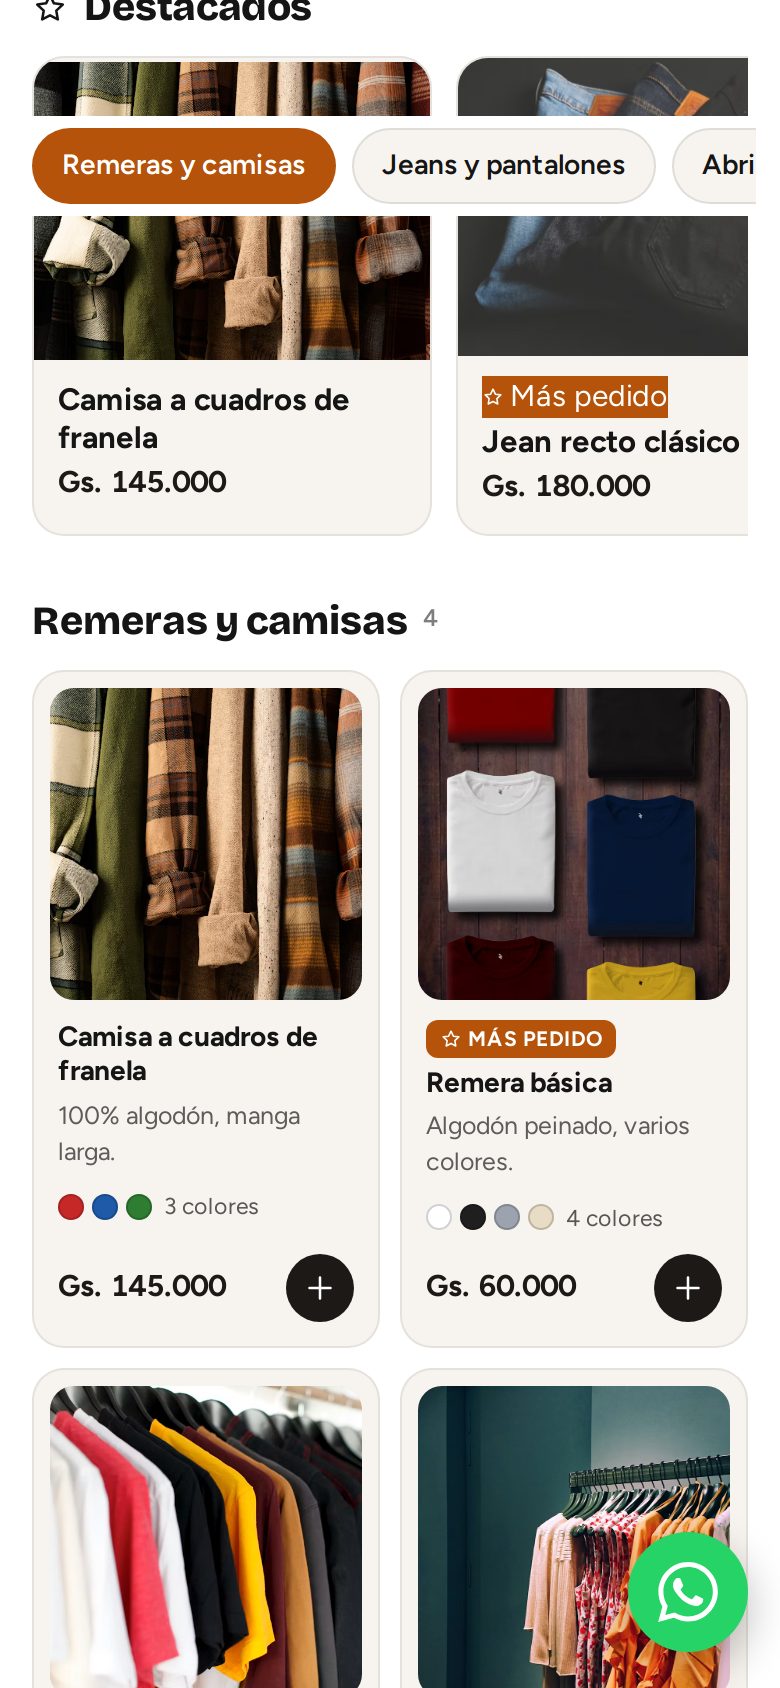 Destacados
Remeras y camisas
Jeans y pantalones
Abri
Camisa a cuadros de
franela
Gs. 145.000
Más pedido
Jean recto clásico
Gs. 180.000
Remeras y camisas 4
Camisa a cuadros de
franela
100% algodón, manga
larga.
3 colores
Gs. 145.000
MÁS PEDIDO
Remera básica
Algodón peinado, varios
colores.
4 colores
Gs. 60.000